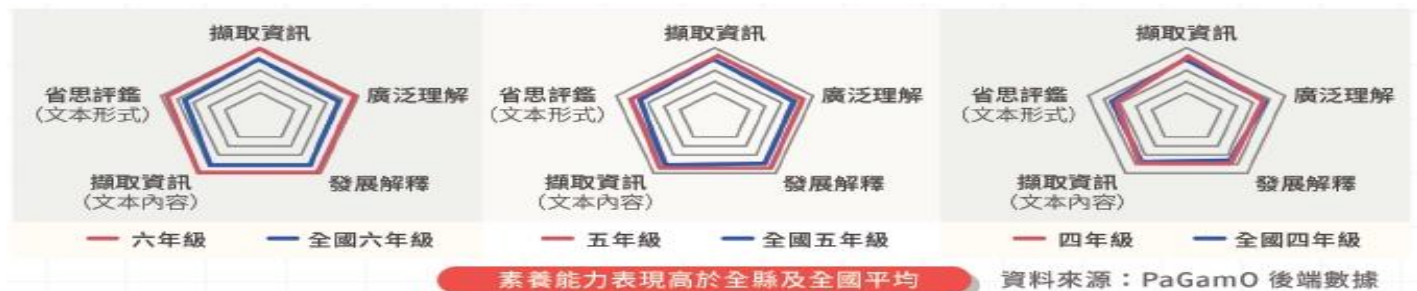 擷取資訊 擷取資訊 擷取資訊
省思評鑑 廣泛理解 省思評鑑 廣泛理解 省思評鑑 廣泛理解
(文本形式) (文本形式) (文本形式)
擷取資訊 發展解釋 擷取資訊 發展解釋 擷取資訊 發展解釋
(文本內容) (文本內容) (文本內容)
六年級 全國六年級 五年級 全國五年級 四年級 全國四年級
素養能力表現高於全縣及全國平均 資料來源：PaGamO 後端數據